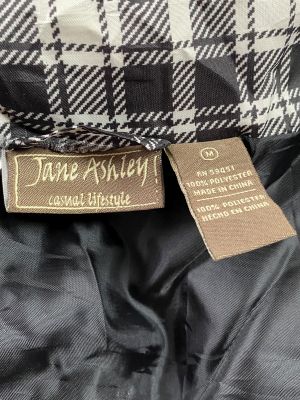 Jane Ashley
casual lifestyle
M
RN 59051
100% POLYESTER
MADE IN CHINA
100% POLIESTER
HECHO EN CHINA